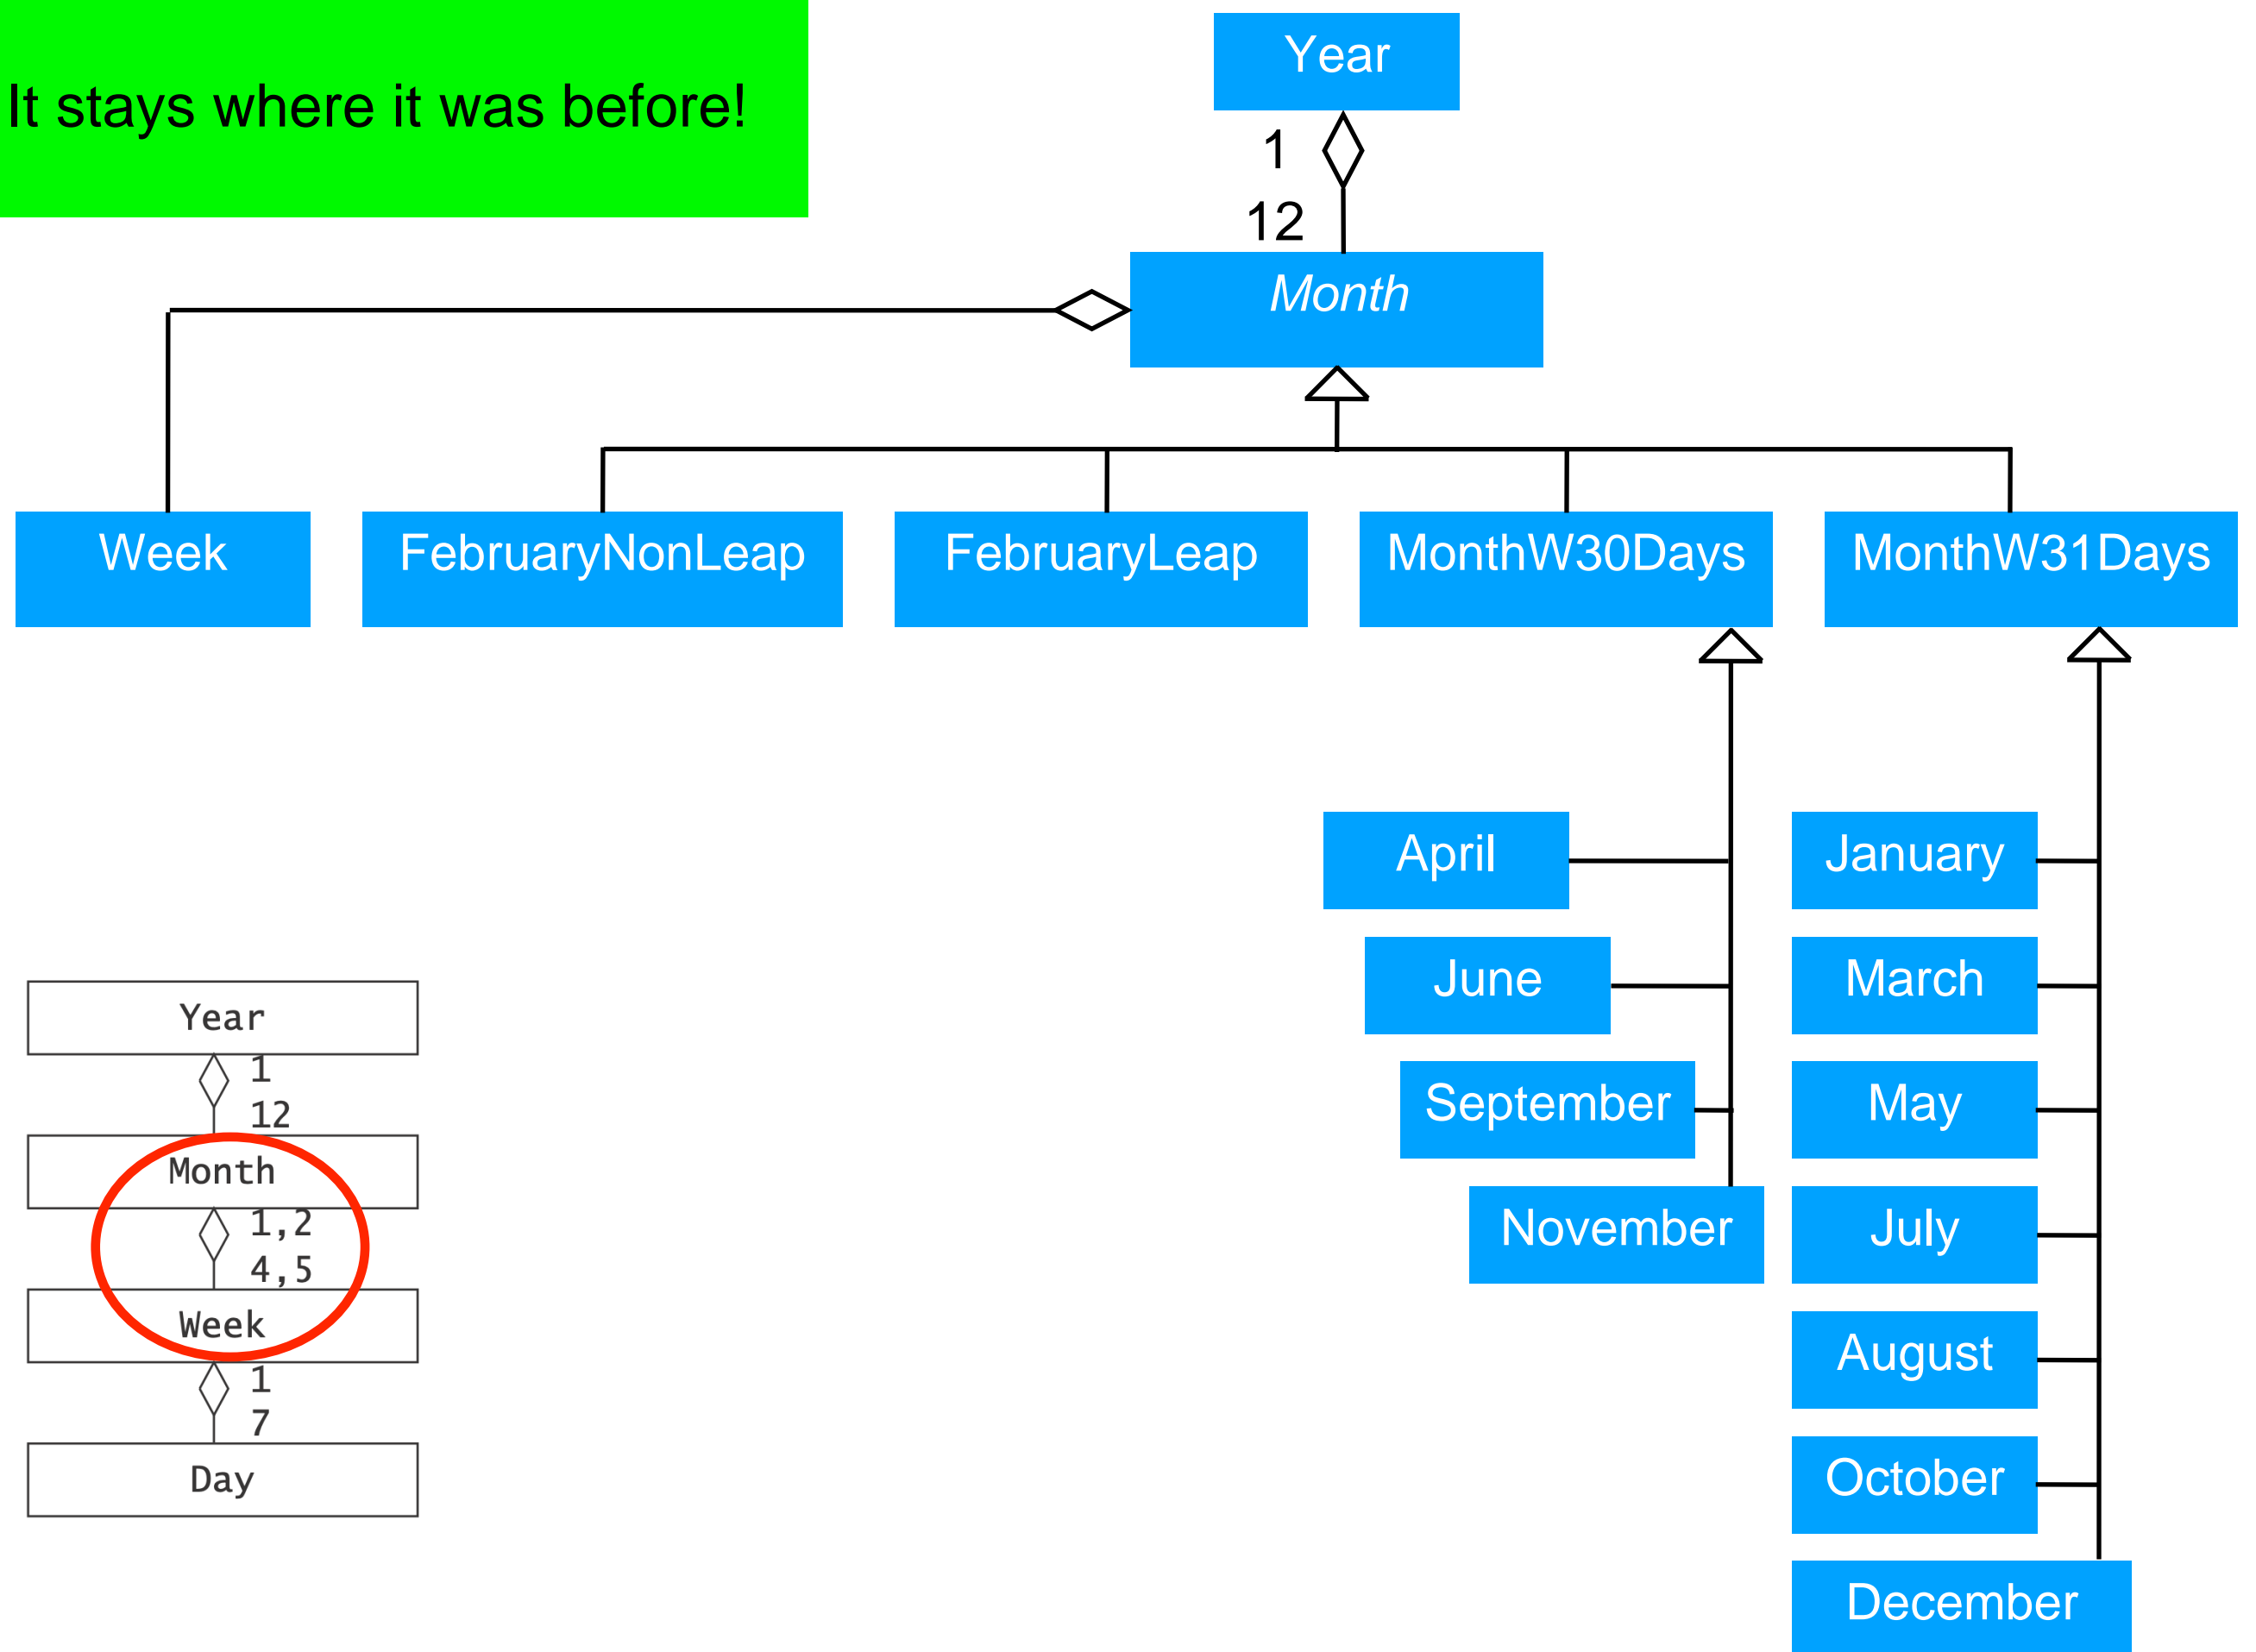 It stays where it was before!
Year
1
12
Month
Week
FebruaryNonLeap
FebruaryLeap
MonthW30Days
MonthW31Days
April
January
June
March
September
May
November
July
August
October
December
Year
1
12
Month
1,2
4,5
Week
1
7
Day